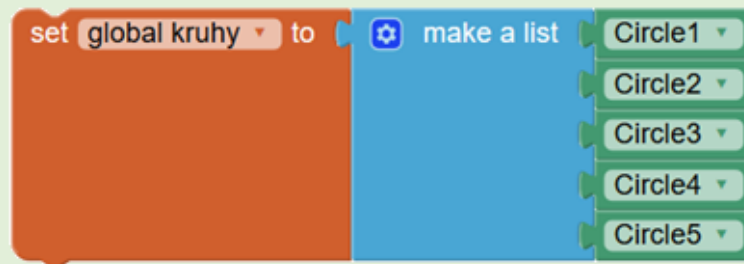 set global kruhy to make a list Circle1
Circle2
Circle3
Circle4
Circle5